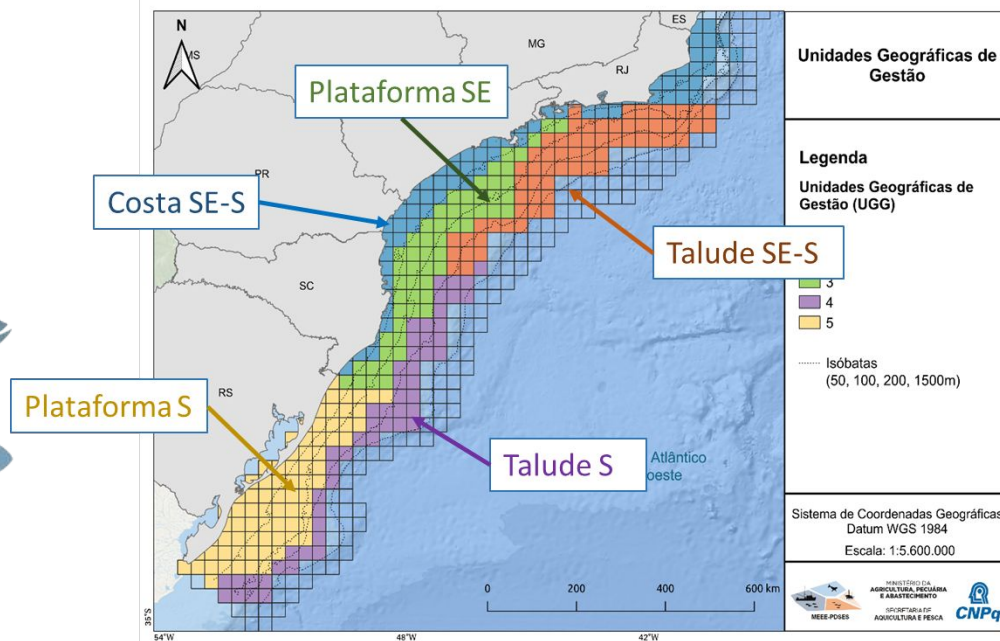 N
MS
MG
ES
RJ
PR
SC
RS
Plataforma SE
Costa SE-S
Talude SE-S
Plataforma S
Talude S
Atlântico
oeste
0 200 400 600 km
35°S
54°W 48°W 42°W
Unidades Geográficas de
Gestão
Legenda
Unidades Geográficas de
Gestão (UGG)
3
4
5
Isóbatas
(50, 100, 200, 1500m)
Sistema de Coordenadas Geográficas
Datum WGS 1984
Escala: 1:5.600.000
MEEE-PDSES
MINISTÉRIO DA
AGRICULTURA, PECUÁRIA
E ABASTECIMENTO
SECRETARIA DE
AQUICULTURA E PESCA
CNPq